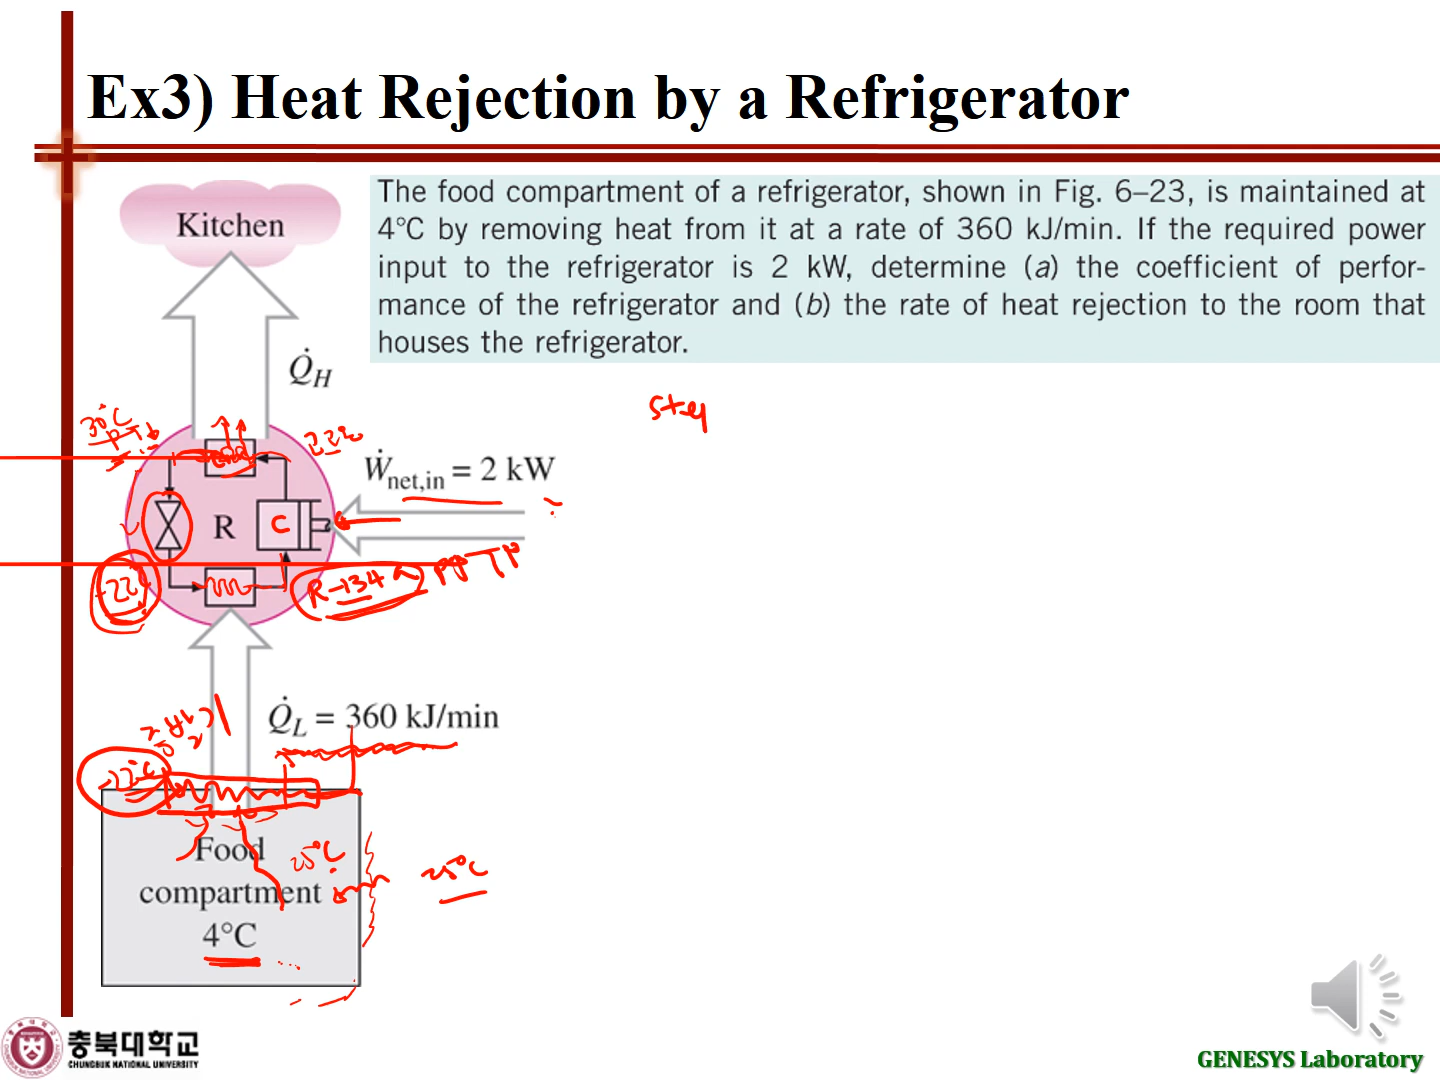 Ex3) Heat Rejection by a Refrigerator
The food compartment of a refrigerator, shown in Fig. 6–23, is maintained at
4°C by removing heat from it at a rate of 360 kJ/min. If the required power
input to the refrigerator is 2 kW, determine (a) the coefficient of perfor-
mance of the refrigerator and (b) the rate of heat rejection to the room that
houses the refrigerator.
Kitchen
Q̇H
30°C
Ẇnet,in = 2 kW
R
C
-22
R-134a
Q̇L = 360 kJ/min
-22°C
Food
compartment
4°C
25°C
25°C
충북대학교
CHUNGBUK NATIONAL UNIVERSITY
GENESYS Laboratory